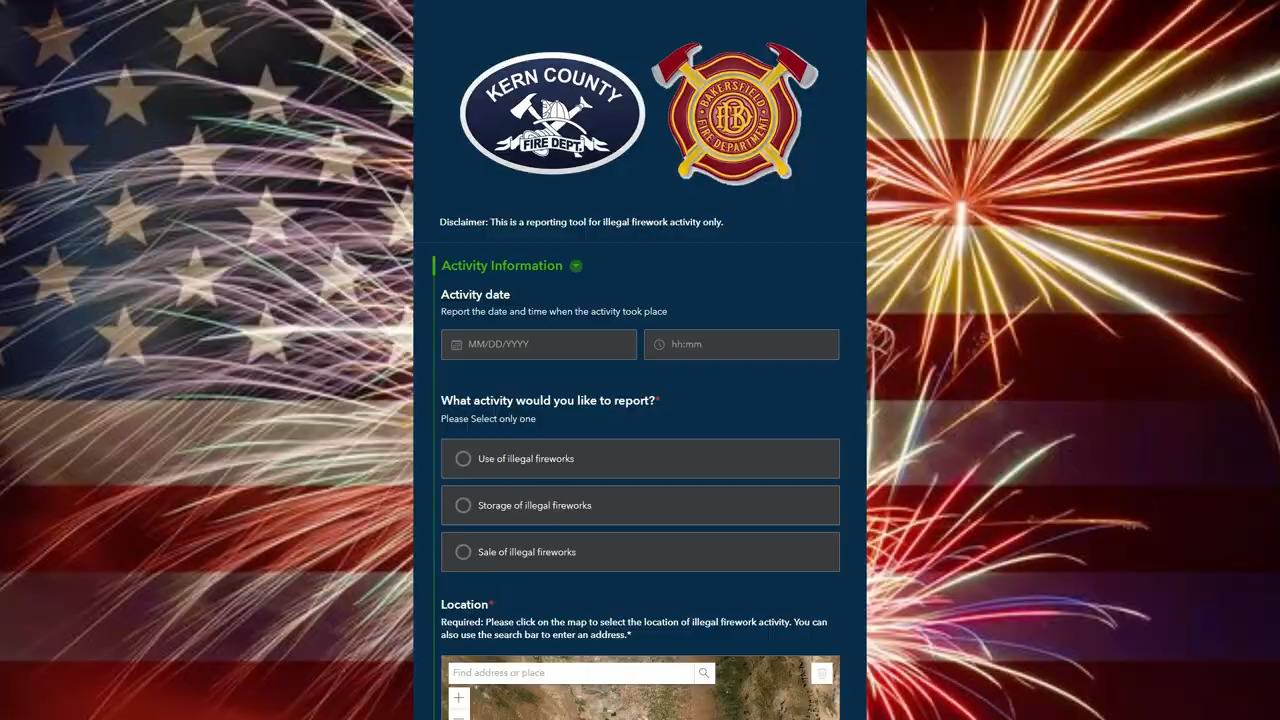 KERN COUNTY
FIRE DEPT.
BAKERSFIELD
FIRE DEPARTMENT
Disclaimer: This is a reporting tool for illegal firework activity only.
Activity Information
Activity date
Report the date and time when the activity took place
MM/DD/YYYY
hh:mm
What activity would you like to report?*
Please Select only one
Use of illegal fireworks
Storage of illegal fireworks
Sale of illegal fireworks
Location*
Required: Please click on the map to select the location of illegal firework activity. You can
also use the search bar to enter an address.*
Find address or place
+